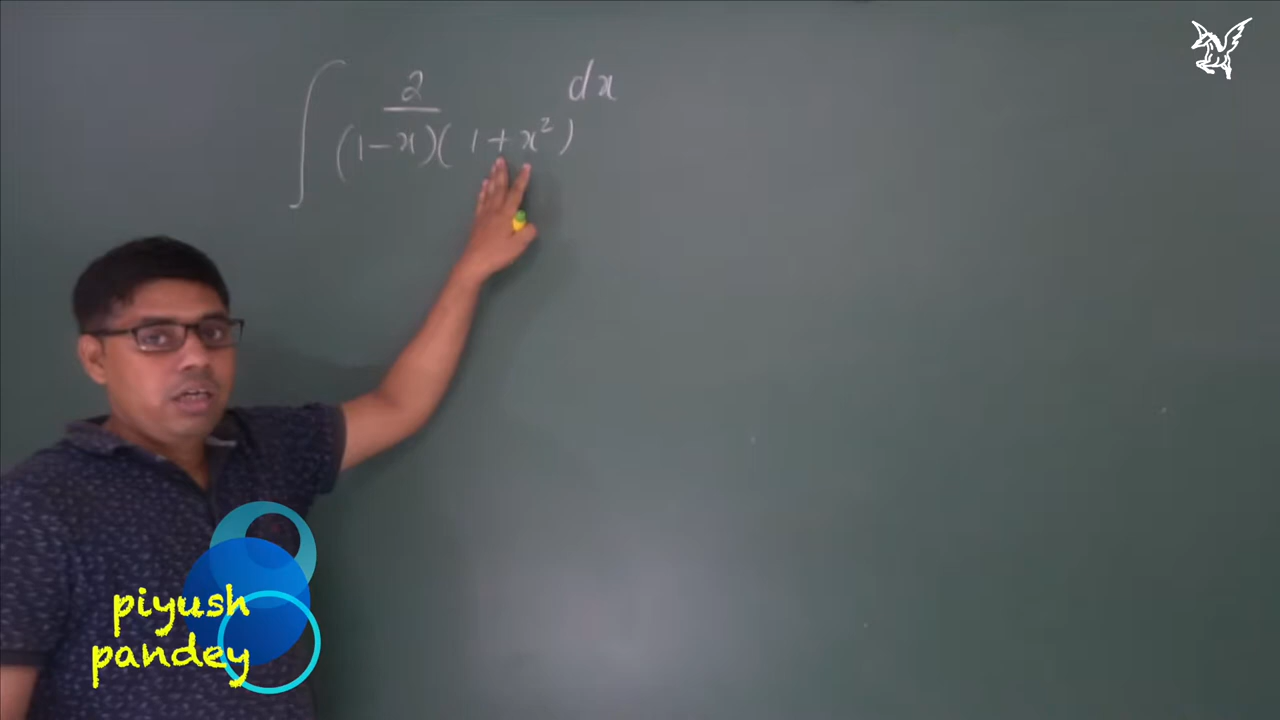 ∫ 2/((1-x)(1+x²)) dx
piyush
pandey